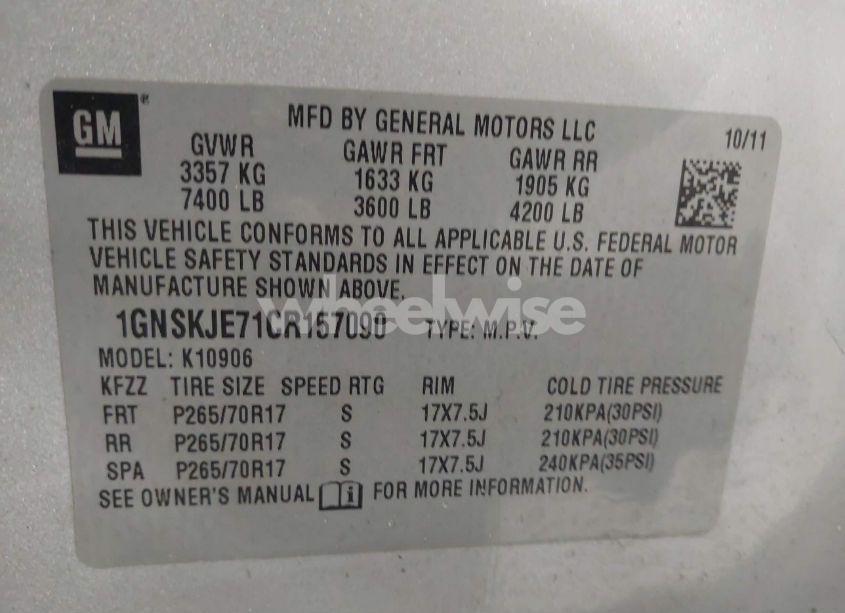 GM
MFD BY GENERAL MOTORS LLC
10/11
GVWR GAWR FRT GAWR RR
3357 KG 1633 KG 1905 KG
7400 LB 3600 LB 4200 LB
THIS VEHICLE CONFORMS TO ALL APPLICABLE U.S. FEDERAL MOTOR
VEHICLE SAFETY STANDARDS IN EFFECT ON THE DATE OF
MANUFACTURE SHOWN ABOVE.
wheelwise
1GNSKJE71CR157090 TYPE: M.P.V.
MODEL: K10906
KFZZ TIRE SIZE SPEED RTG RIM COLD TIRE PRESSURE
FRT P265/70R17 S 17X7.5J 210KPA(30PSI)
RR P265/70R17 S 17X7.5J 210KPA(30PSI)
SPA P265/70R17 S 17X7.5J 240KPA(35PSI)
SEE OWNER'S MANUAL FOR MORE INFORMATION.